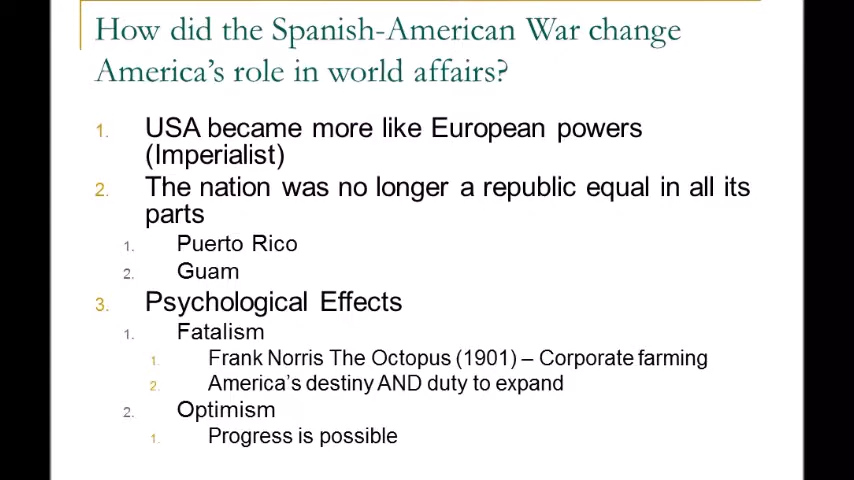 How did the Spanish-American War change
America's role in world affairs?
1. USA became more like European powers
(Imperialist)
2. The nation was no longer a republic equal in all its
parts
1. Puerto Rico
2. Guam
3. Psychological Effects
1. Fatalism
1. Frank Norris The Octopus (1901) – Corporate farming
2. America's destiny AND duty to expand
2. Optimism
1. Progress is possible